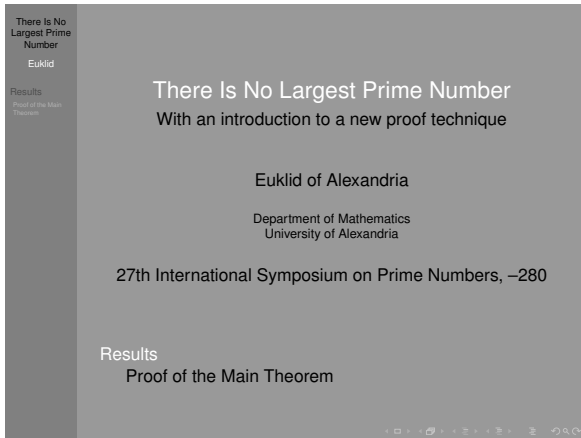 There Is No
Largest Prime
Number
Euklid
Results
Proof of the Main
Theorem
There Is No Largest Prime Number
With an introduction to a new proof technique
Euklid of Alexandria
Department of Mathematics
University of Alexandria
27th International Symposium on Prime Numbers, –280
Results
Proof of the Main Theorem